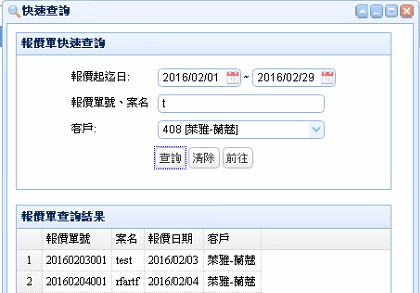 快速查詢
報價單快速查詢
報價起迄日: 2016/02/01 ~ 2016/02/29
報價單號、案名 t
客戶: 408 [萊雅-蘭蔻]
查詢 清除 前往
報價單查詢結果
報價單號 案名 報價日期 客戶
1 20160203001 test 2016/02/03 萊雅-蘭蔻
2 20160204001 rfartf 2016/02/04 萊雅-蘭蔻